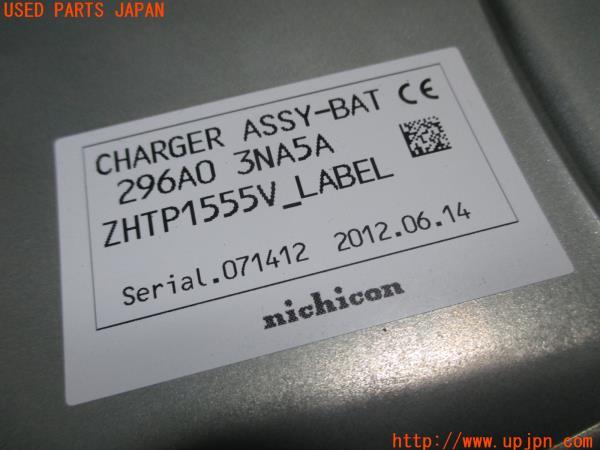 USED PARTS JAPAN
CHARGER ASSY-BAT CE
296A0 3NA5A
ZHTP1555V_LABEL
Serial.071412 2012.06.14
nichicon
http://www.upjpn.com